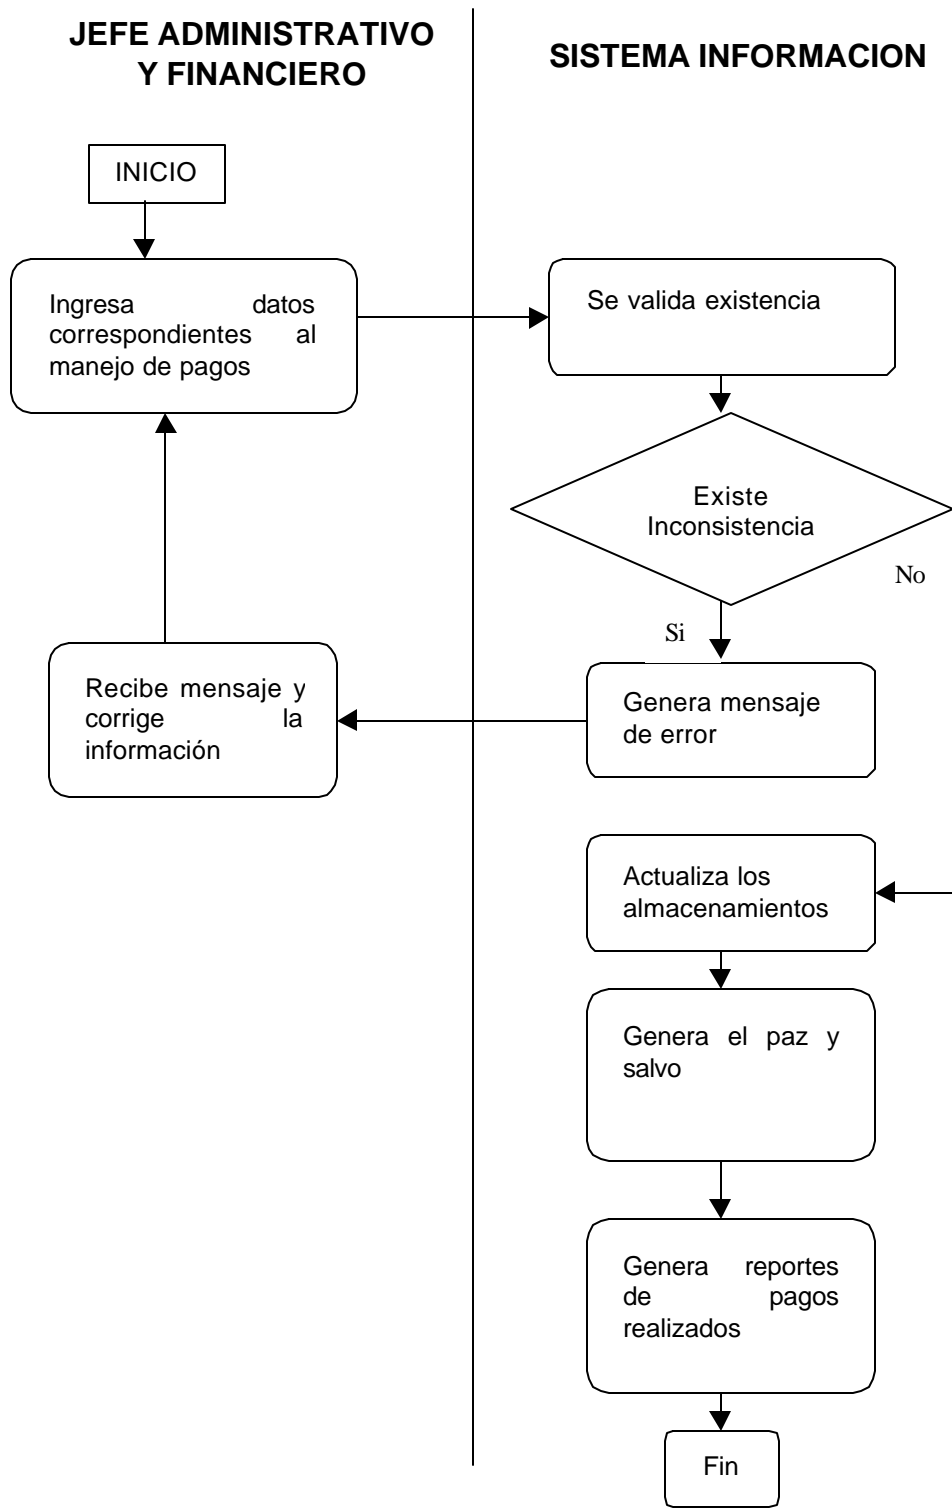 JEFE ADMINISTRATIVO
Y FINANCIERO
SISTEMA INFORMACION
INICIO
Ingresa datos
correspondientes al
manejo de pagos
Se valida existencia
Existe
Inconsistencia
No
Si
Recibe mensaje y
corrige la
información
Genera mensaje
de error
Actualiza los
almacenamientos
Genera el paz y
salvo
Genera reportes
de pagos
realizados
Fin